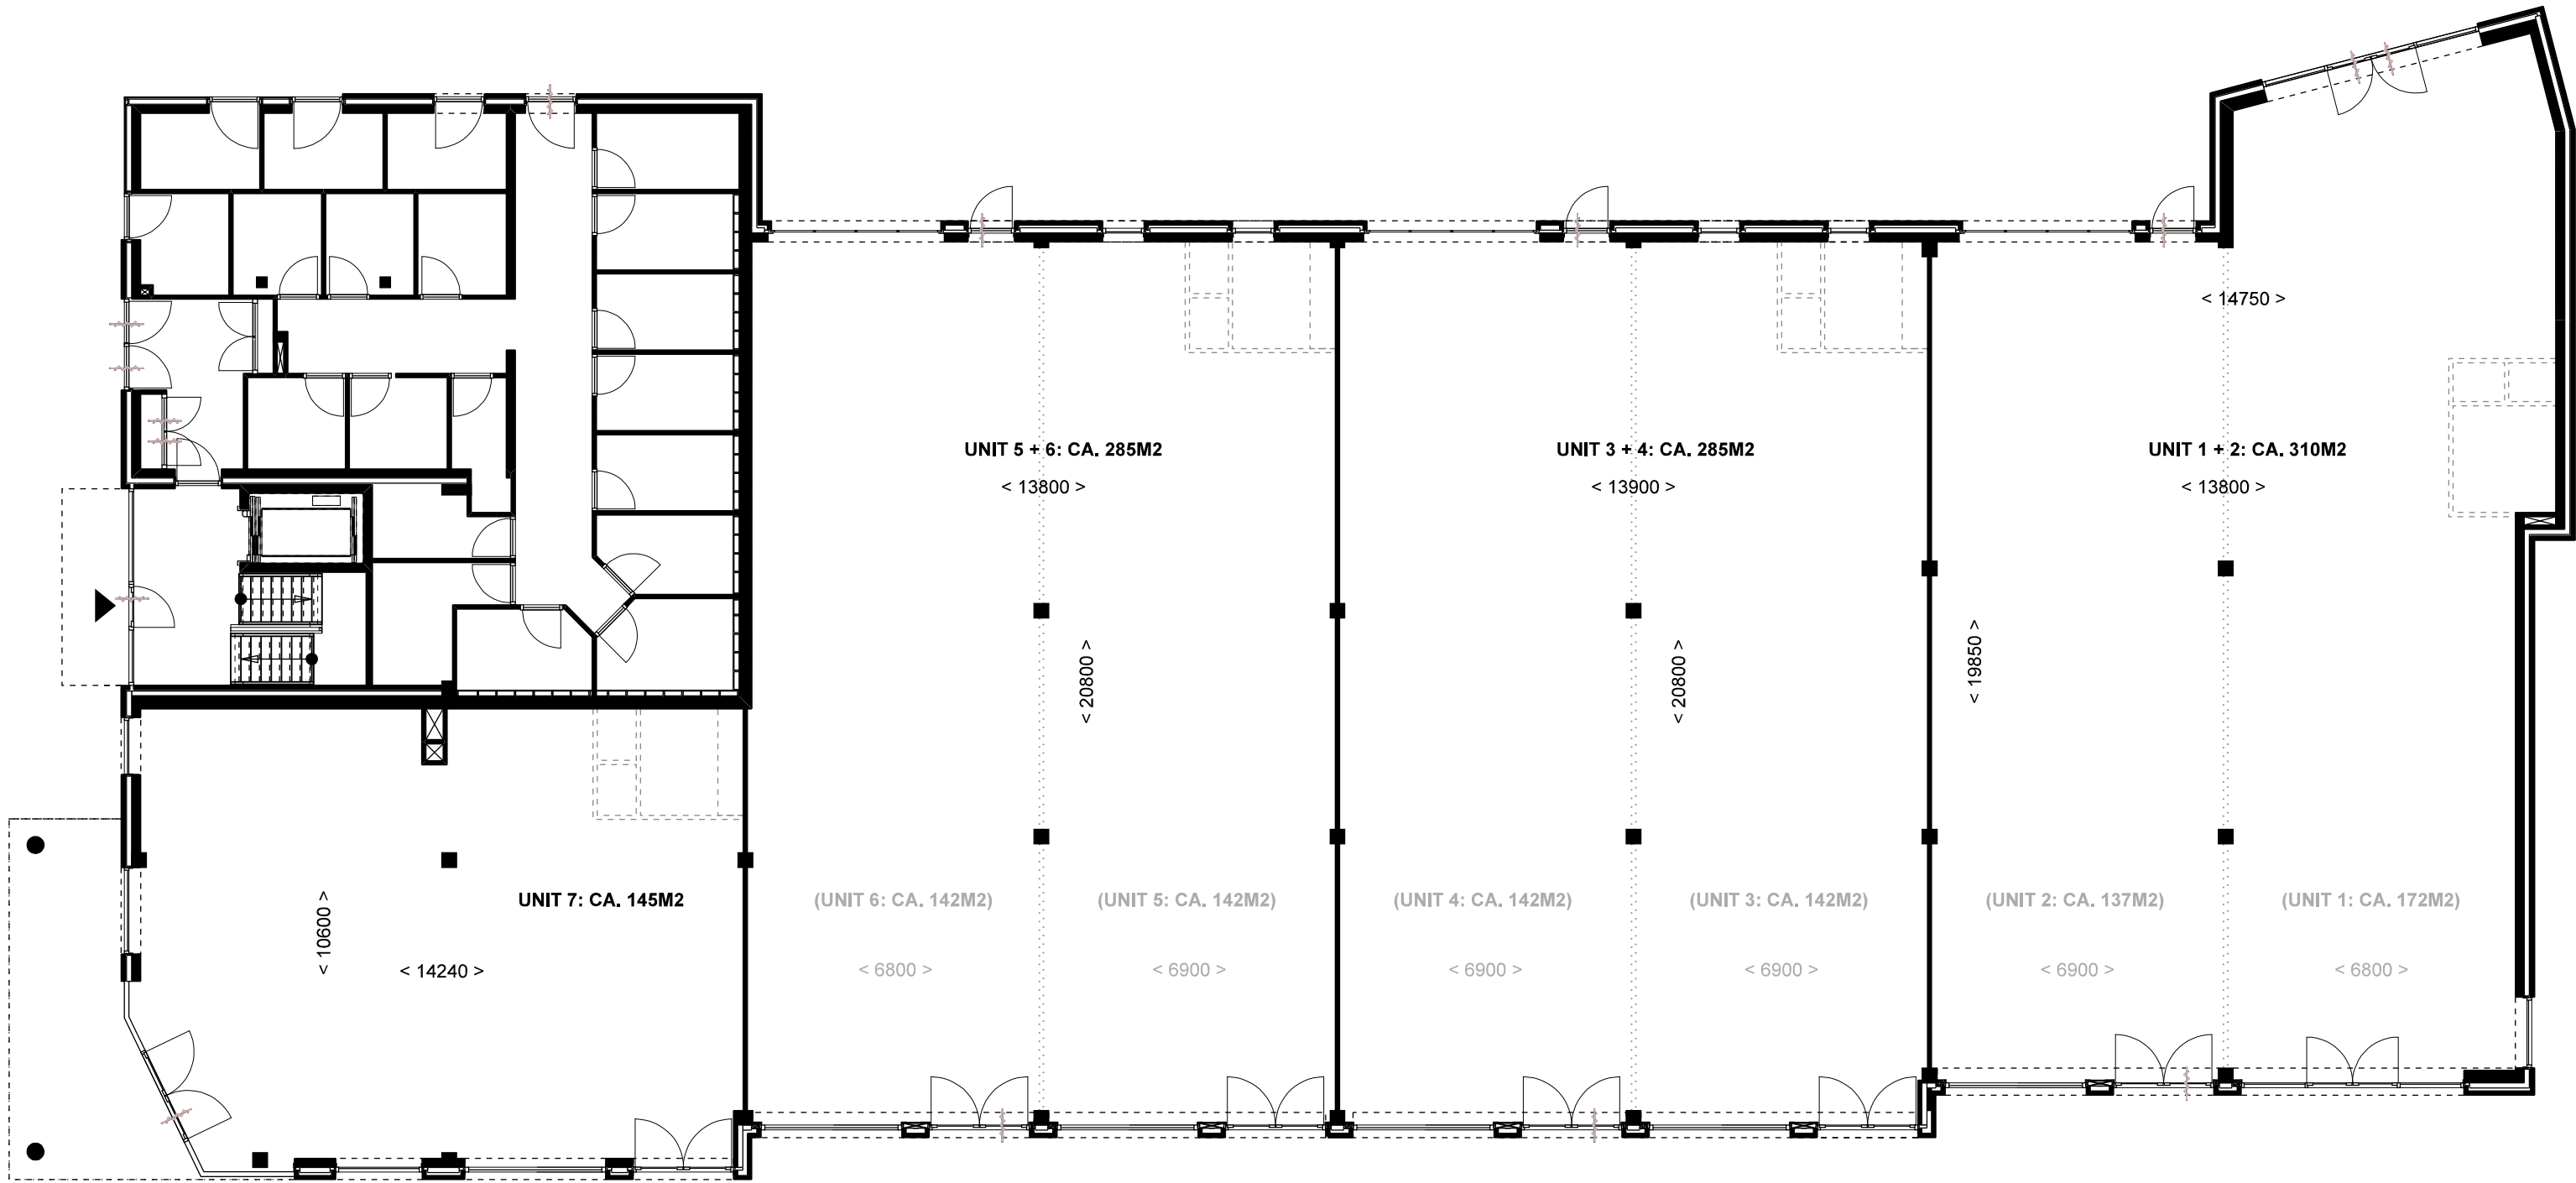 < 14750 >
UNIT 5 + 6: CA. 285M2
UNIT 3 + 4: CA. 285M2
UNIT 1 + 2: CA. 310M2
< 13800 >
< 13900 >
< 13800 >
< 20800 >
< 20800 >
< 19850 >
UNIT 7: CA. 145M2
(UNIT 6: CA. 142M2)
(UNIT 5: CA. 142M2)
(UNIT 4: CA. 142M2)
(UNIT 3: CA. 142M2)
(UNIT 2: CA. 137M2)
(UNIT 1: CA. 172M2)
< 10600 >
< 14240 >
< 6800 >
< 6900 >
< 6900 >
< 6900 >
< 6900 >
< 6800 >